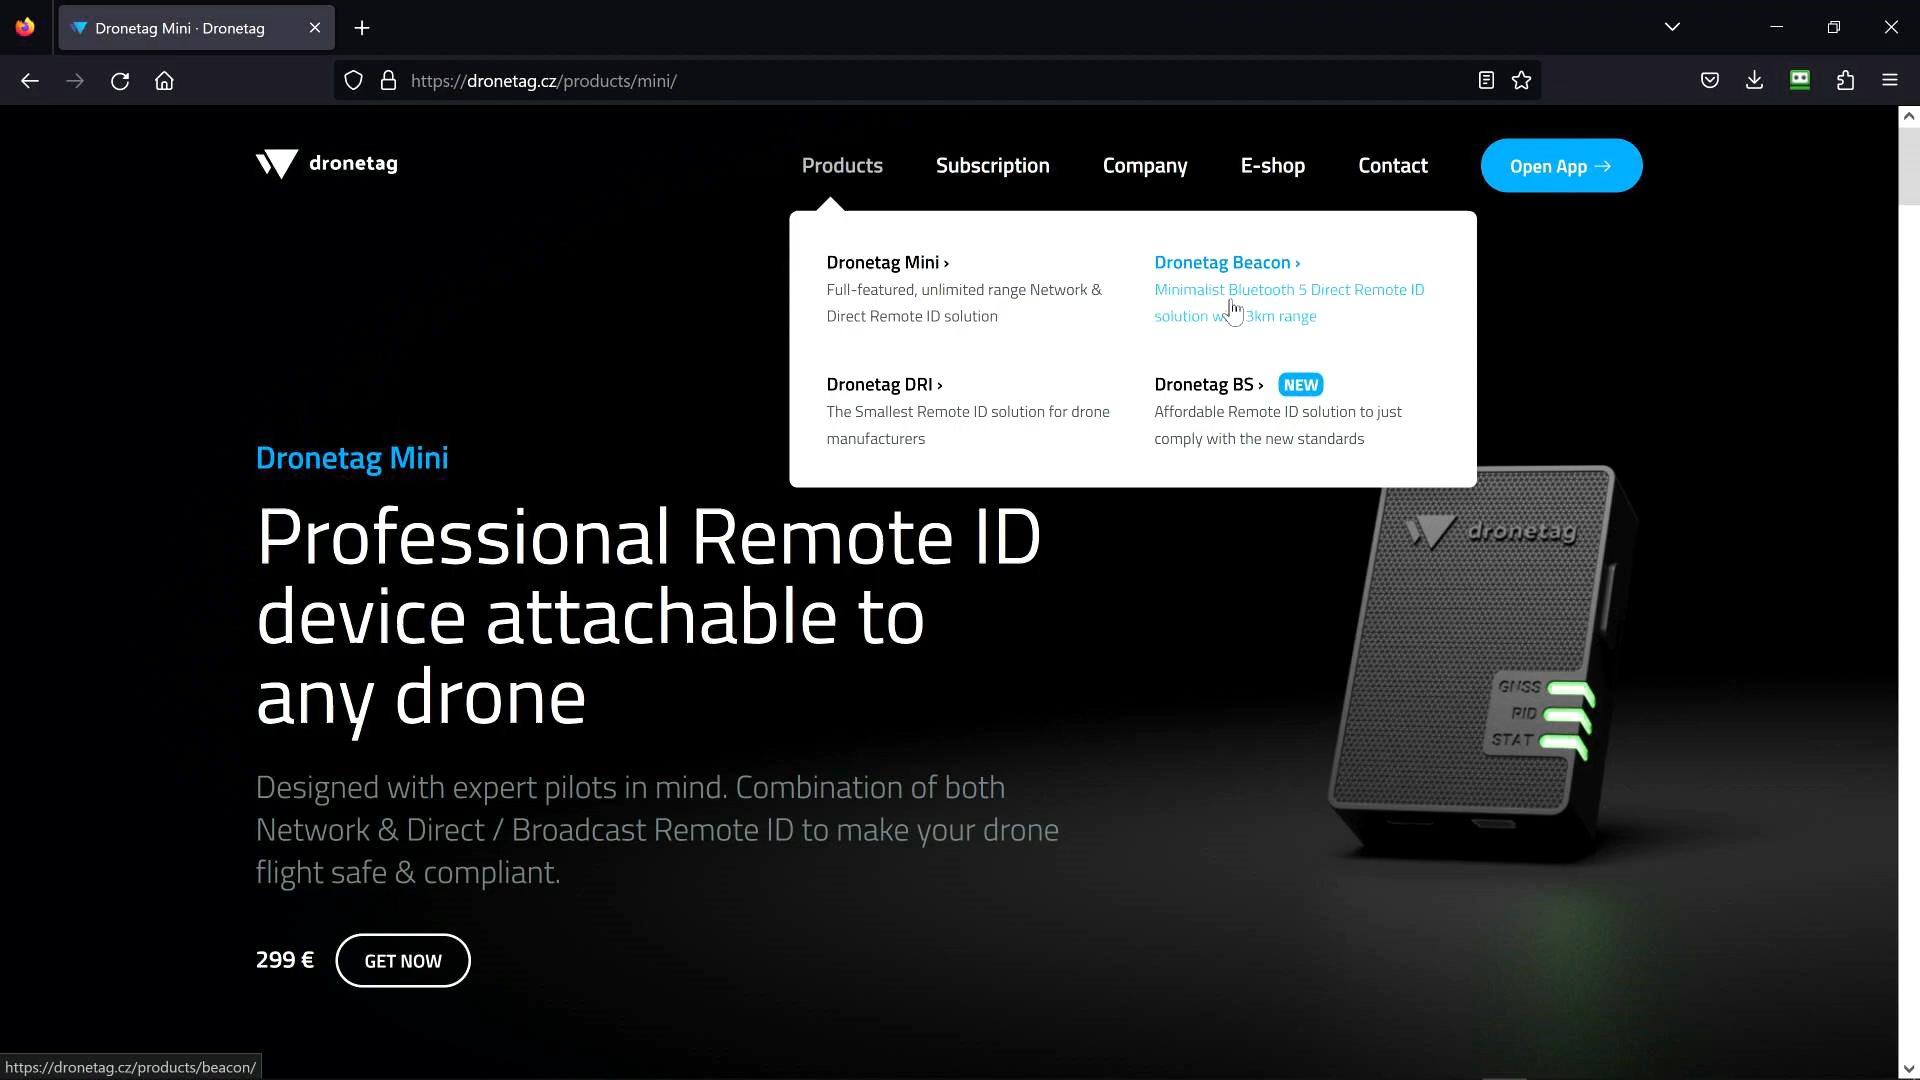 Dronetag Mini · Dronetag
https://dronetag.cz/products/mini/
dronetag
Products
Subscription
Company
E-shop
Contact
Open App →
Dronetag Mini ›
Full-featured, unlimited range Network &
Direct Remote ID solution
Dronetag Beacon ›
Minimalist Bluetooth 5 Direct Remote ID
solution 3km range
Dronetag DRI ›
The Smallest Remote ID solution for drone
manufacturers
Dronetag BS › NEW
Affordable Remote ID solution to just
comply with the new standards
Dronetag Mini
Professional Remote ID
device attachable to
any drone
Designed with expert pilots in mind. Combination of both
Network & Direct / Broadcast Remote ID to make your drone
flight safe & compliant.
299 €
GET NOW
dronetag
GNSS
RID
STAT
https://dronetag.cz/products/beacon/